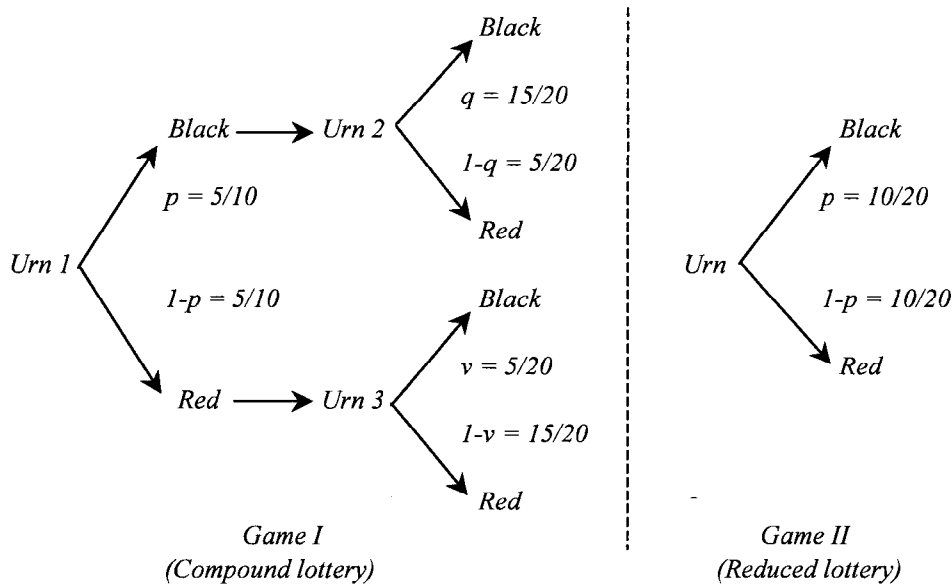 Black
q = 15/20
Black
Urn 2
1-q = 5/20
p = 5/10
Red
Urn 1
1-p = 5/10
Black
v = 5/20
Red
Urn 3
1-v = 15/20
Red
Game I
(Compound lottery)
Black
p = 10/20
Urn
1-p = 10/20
Red
Game II
(Reduced lottery)